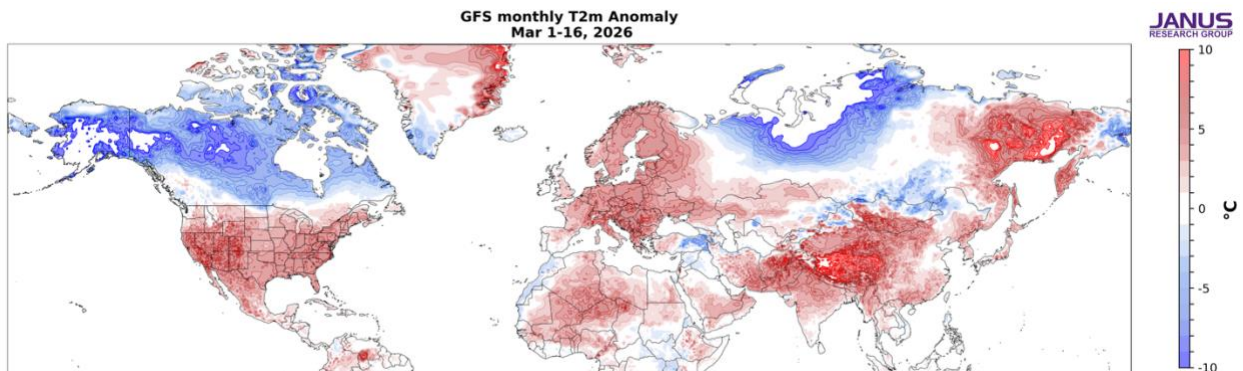 GFS monthly T2m Anomaly
Mar 1-16, 2026
JANUS
RESEARCH GROUP
10
5
0
-5
-10
°C